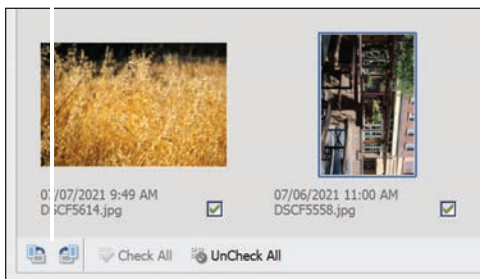 07/07/2021 9:49 AM
DSCF5614.jpg
07/06/2021 11:00 AM
DSCF5558.jpg
Check All
UnCheck All